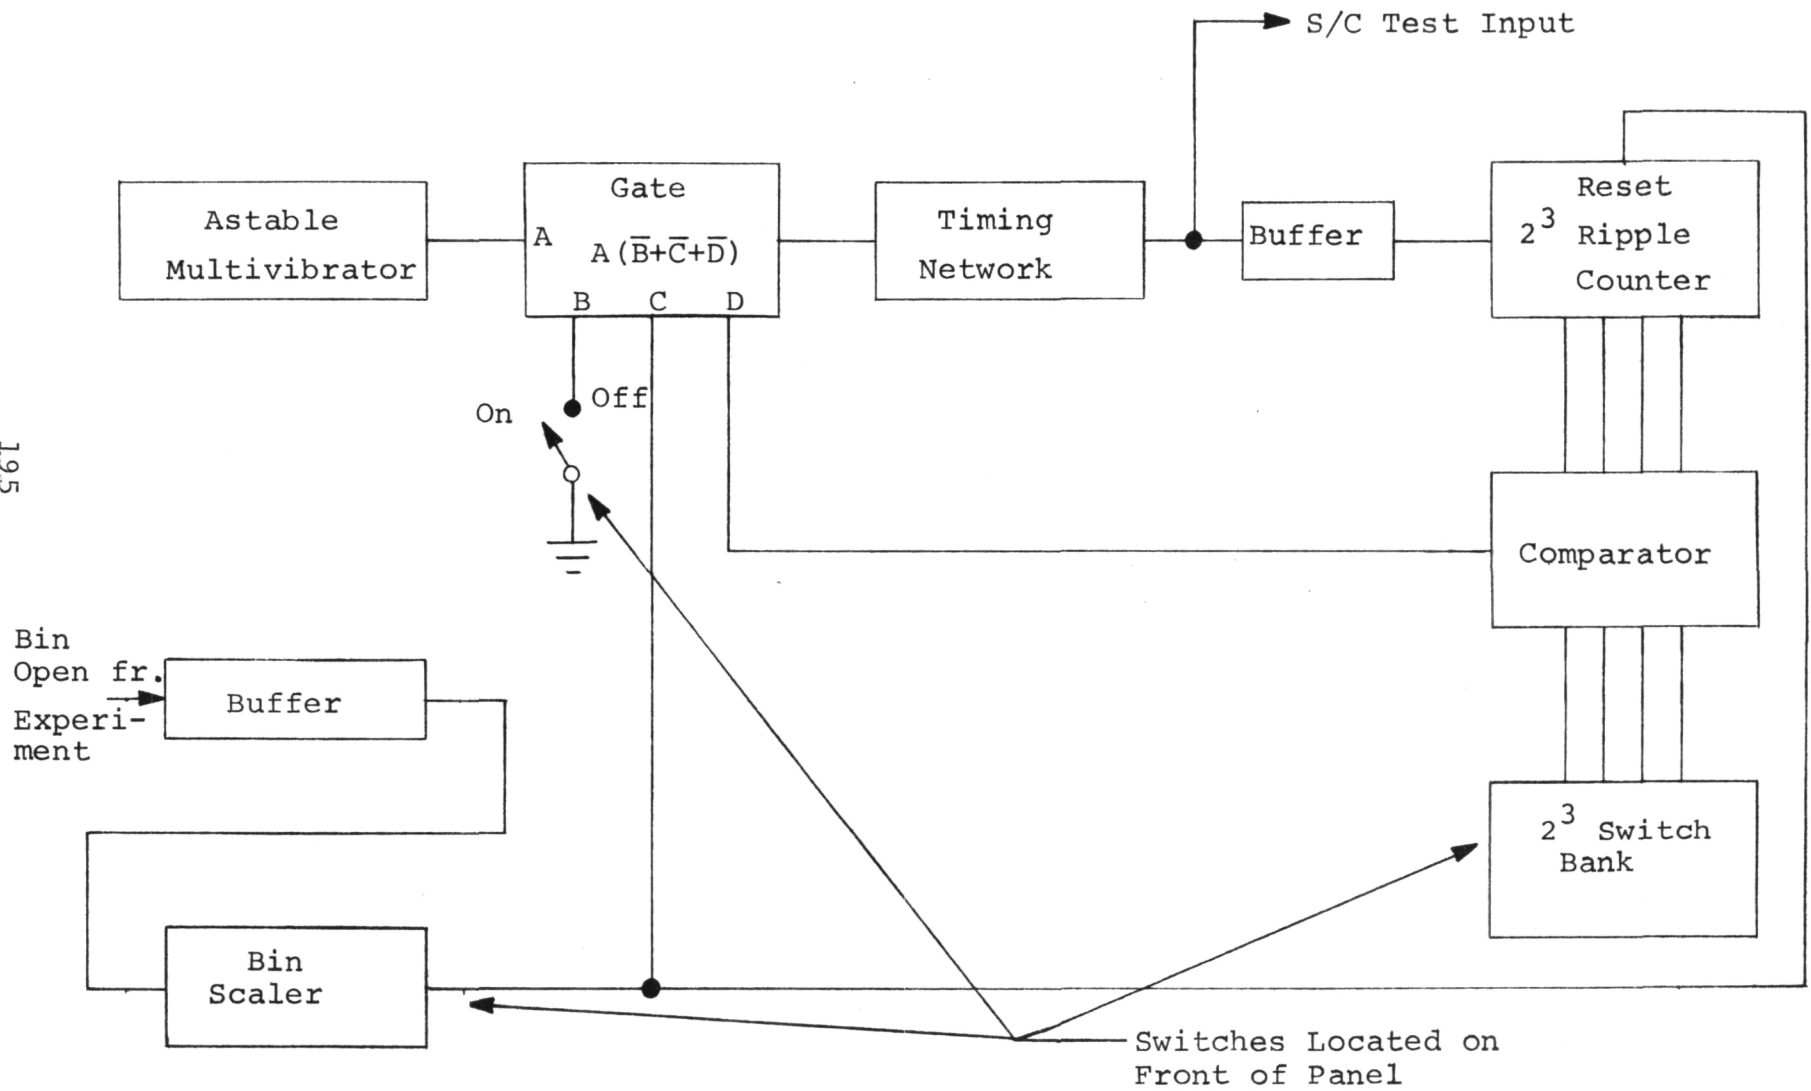 S/C Test Input
Astable
Multivibrator
Gate
A
A(B̅+C̅+D̅)
B C D
Timing
Network
Buffer
Reset
2³ Ripple
Counter
On
Off
195
Comparator
Bin
Open fr.
Experi-
ment
Buffer
2³ Switch
Bank
Bin
Scaler
Switches Located on
Front of Panel